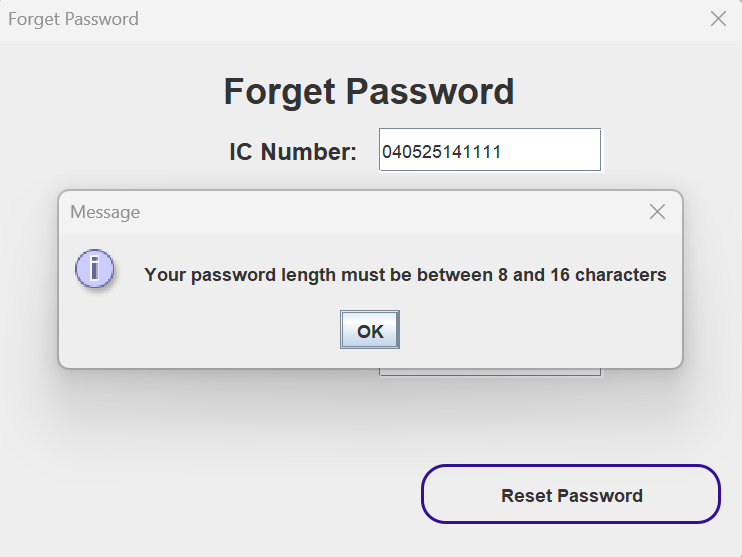 Forget Password
Forget Password
IC Number: 040525141111
Message
i
Your password length must be between 8 and 16 characters
OK
Reset Password